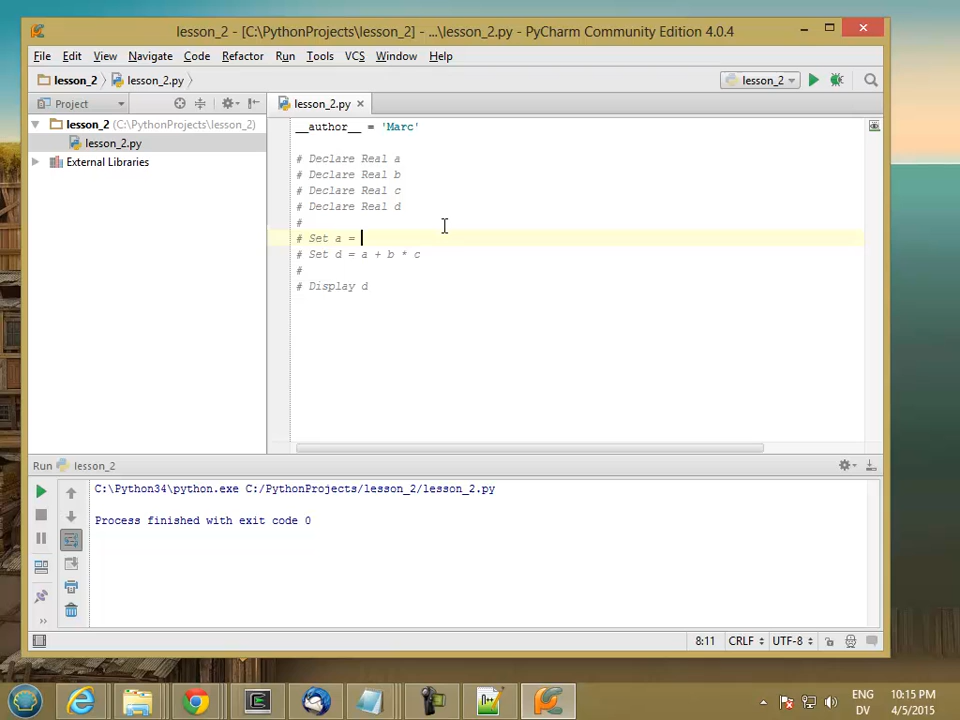 lesson_2 - [C:\PythonProjects\lesson_2] - ...\lesson_2.py - PyCharm Community Edition 4.0.4
File Edit View Navigate Code Refactor Run Tools VCS Window Help
lesson_2 lesson_2.py lesson_2
Project lesson_2.py
__author__ = 'Marc'
lesson_2 (C:\PythonProjects\lesson_2)
lesson_2.py
External Libraries
# Declare Real a
# Declare Real b
# Declare Real c
# Declare Real d
#
# Set a =
# Set d = a + b * c
#
# Display d
Run lesson_2
C:\Python34\python.exe C:/PythonProjects/lesson_2/lesson_2.py
Process finished with exit code 0
8:11 CRLF UTF-8
ENG 10:15 PM
DV 4/5/2015